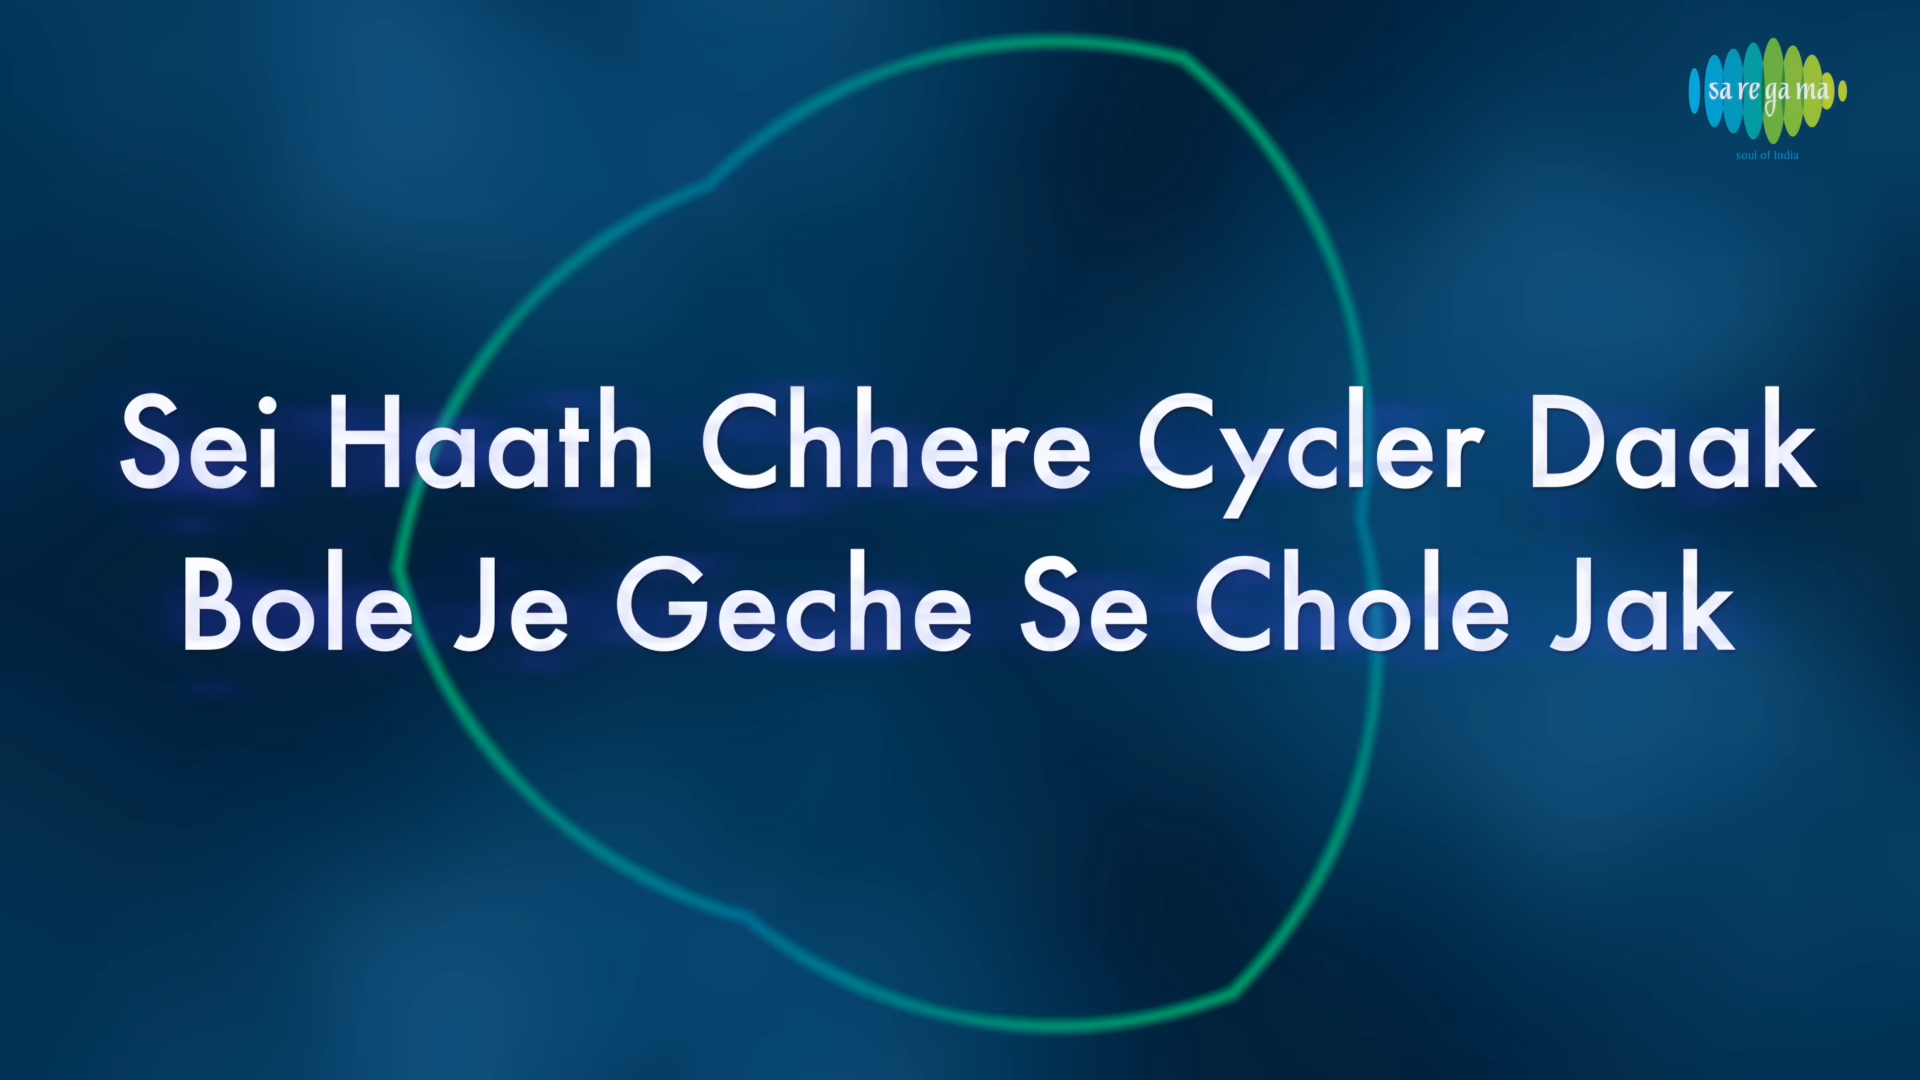 sa re ga ma
soul of India
Sei Haath Chhere Cycler Daak
Bole Je Geche Se Chole Jak